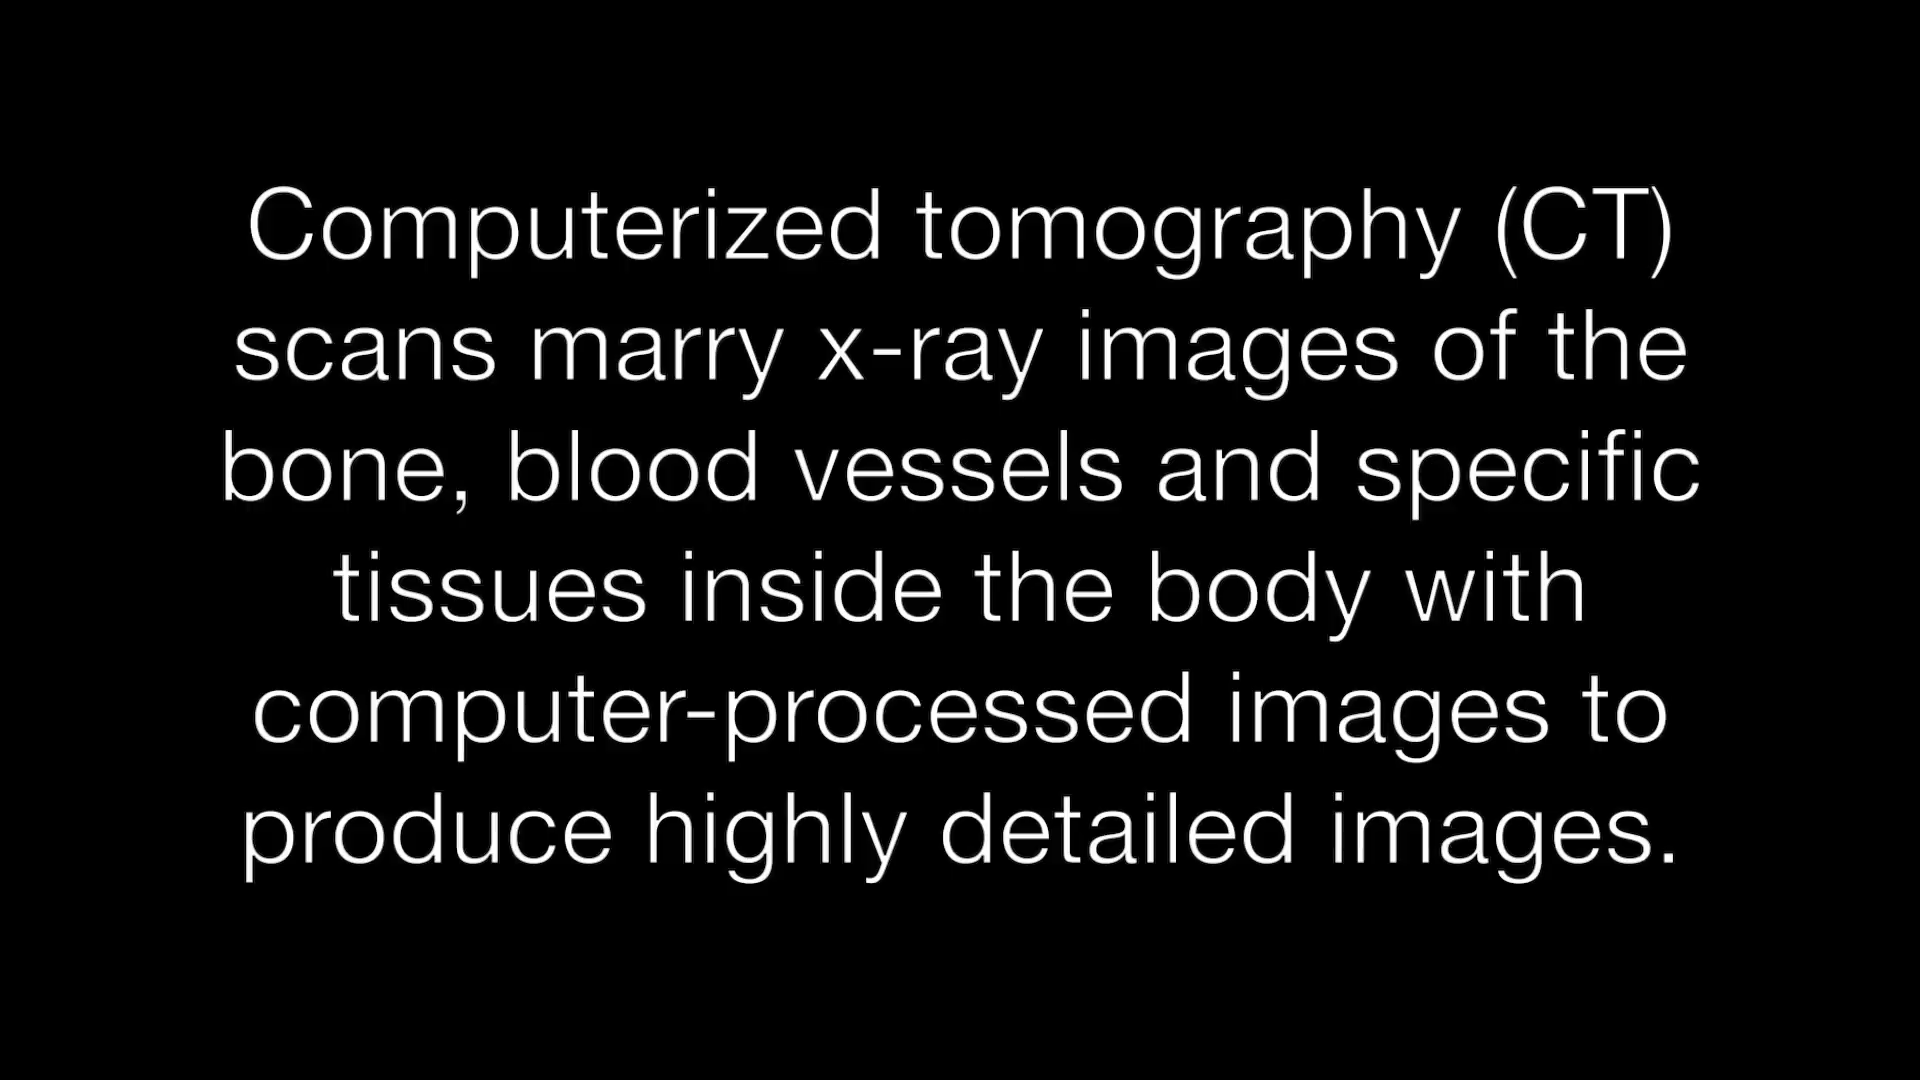 Computerized tomography (CT)
scans marry x-ray images of the
bone, blood vessels and specific
tissues inside the body with
computer-processed images to
produce highly detailed images.